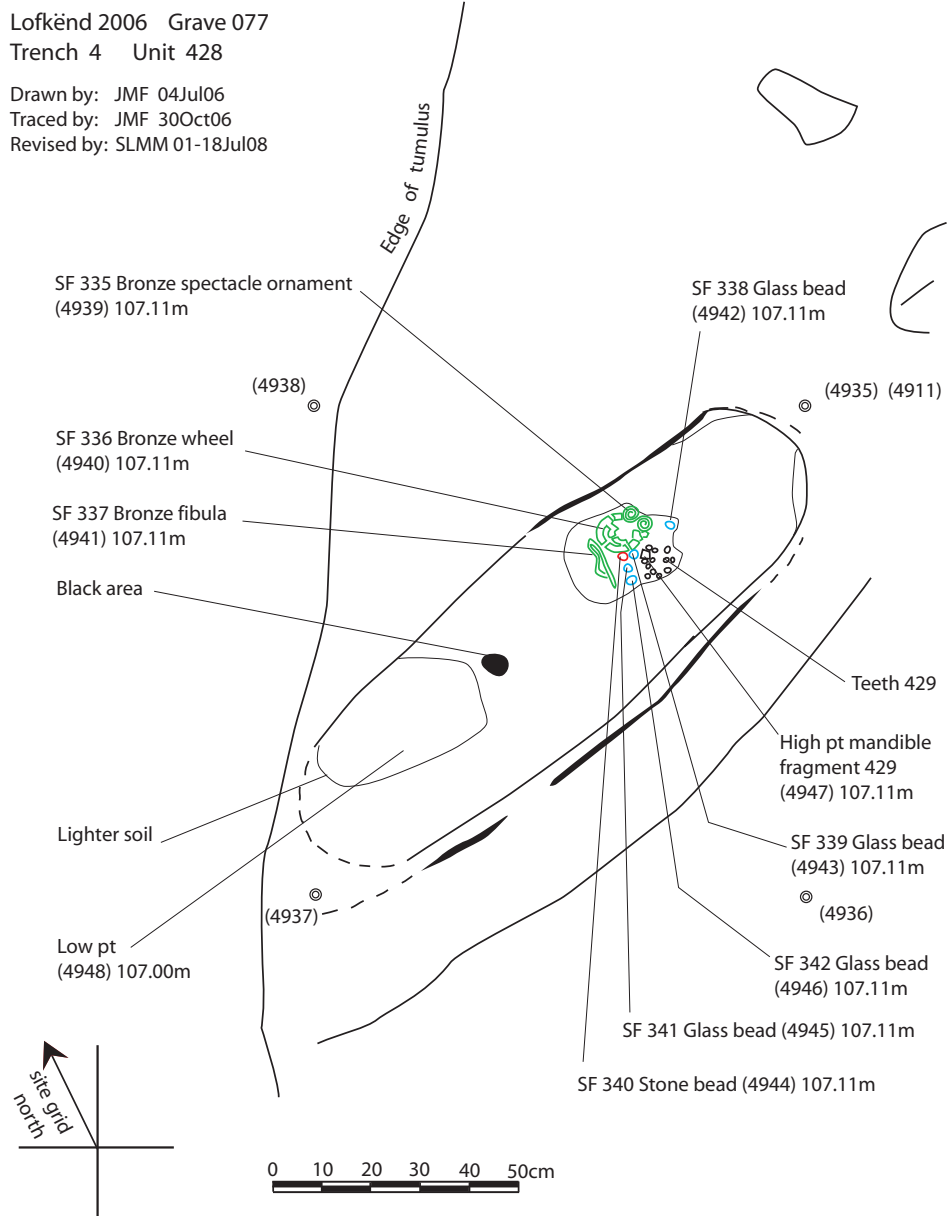 Lofkënd 2006 Grave 077
Trench 4 Unit 428
Drawn by: JMF 04Jul06
Traced by: JMF 30Oct06
Revised by: SLMM 01-18Jul08
Edge of tumulus
SF 335 Bronze spectacle ornament
(4939) 107.11m
SF 338 Glass bead
(4942) 107.11m
(4938)
(4935) (4911)
SF 336 Bronze wheel
(4940) 107.11m
SF 337 Bronze fibula
(4941) 107.11m
Black area
Teeth 429
High pt mandible
fragment 429
(4947) 107.11m
Lighter soil
SF 339 Glass bead
(4943) 107.11m
(4937)
(4936)
Low pt
(4948) 107.00m
SF 342 Glass bead
(4946) 107.11m
SF 341 Glass bead (4945) 107.11m
SF 340 Stone bead (4944) 107.11m
site grid
north
0 10 20 30 40 50cm